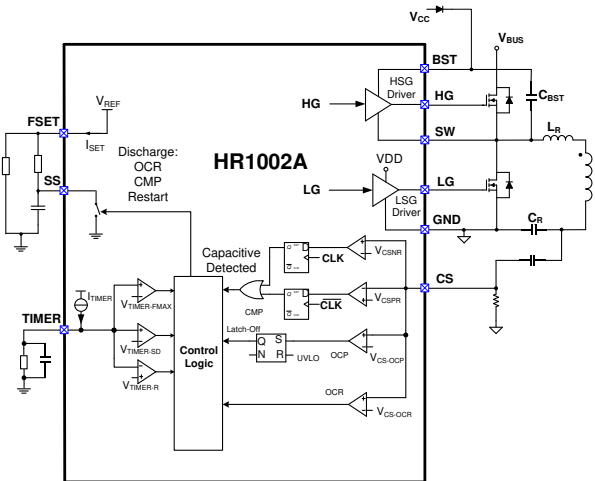 VCC
VBUS
BST
HSG
Driver
HG
HG
CBST
SW
LR
VREF
FSET
ISET
Discharge:
OCR
CMP
Restart
HR1002A
SS
VDD
LG
LG
LSG
Driver
GND
CR
Capacitive
Detected
Q D
Q
CLK
VCSNR
CS
Q D
Q
CLK
VCSPR
CMP
ITIMER
VTIMER-FMAX
TIMER
VTIMER-SD
VTIMER-R
Control
Logic
Latch-Off
Q S
N R
UVLO
OCP
VCS-OCP
OCR
VCS-OCR